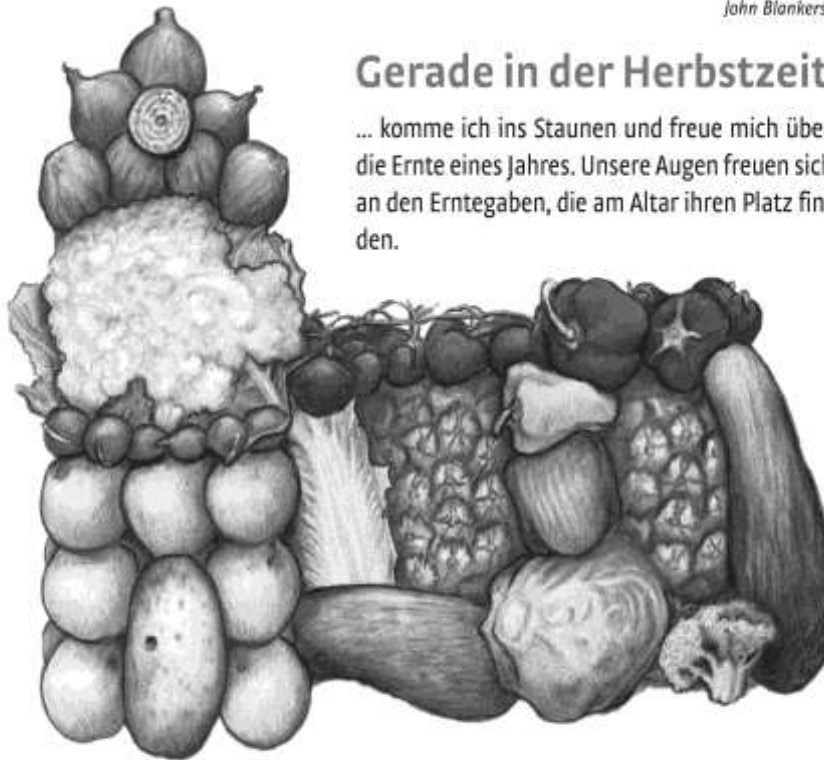 John Blankers
Gerade in der Herbstzeit
... komme ich ins Staunen und freue mich übe
die Ernte eines Jahres. Unsere Augen freuen sic
an den Erntegaben, die am Altar ihren Platz fin
den.